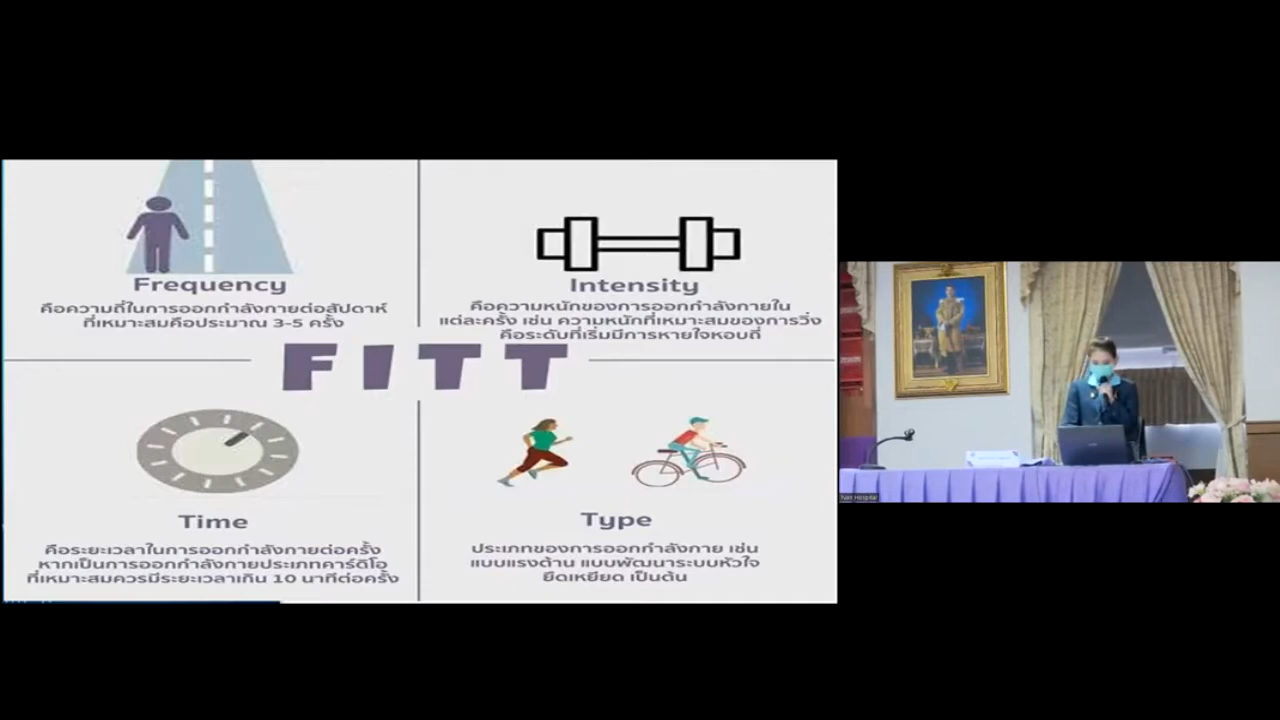 Frequency
คือความถี่ในการออกกำลังกายต่อสัปดาห์
ที่เหมาะสมคือประมาณ 3-5 ครั้ง
Intensity
คือความหนักของการออกกำลังกายใน
แต่ละครั้ง เช่น ความหนักที่เหมาะสมของการวิ่ง
คือระดับที่เริ่มมีการหายใจหอบถี่
FITT
Time
คือระยะเวลาในการออกกำลังกายต่อครั้ง
หากเป็นการออกกำลังกายประเภทคาร์ดิโอ
ที่เหมาะสมควรมีระยะเวลาเกิน 10 นาทีต่อครั้ง
Type
ประเภทของการออกกำลังกาย เช่น
แบบแรงต้าน แบบพัฒนาระบบหัวใจ
ยืดเหยียด เป็นต้น
Nan Hospital